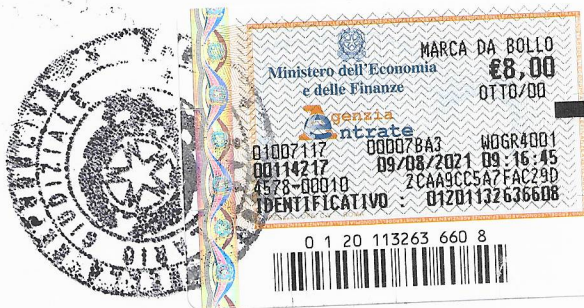 MARCA DA BOLLO
€8,00
OTTO/00
Ministero dell'Economia
e delle Finanze
Agenzia
Entrate
01007117 00007BA3 W0GR4001
00114217 09/08/2021 09:16:45
4578-00010 2CAA9CC5A7FAC29D
IDENTIFICATIVO : 01201132636608
0 1 20 113263 660 8
GIUDIZIARIO